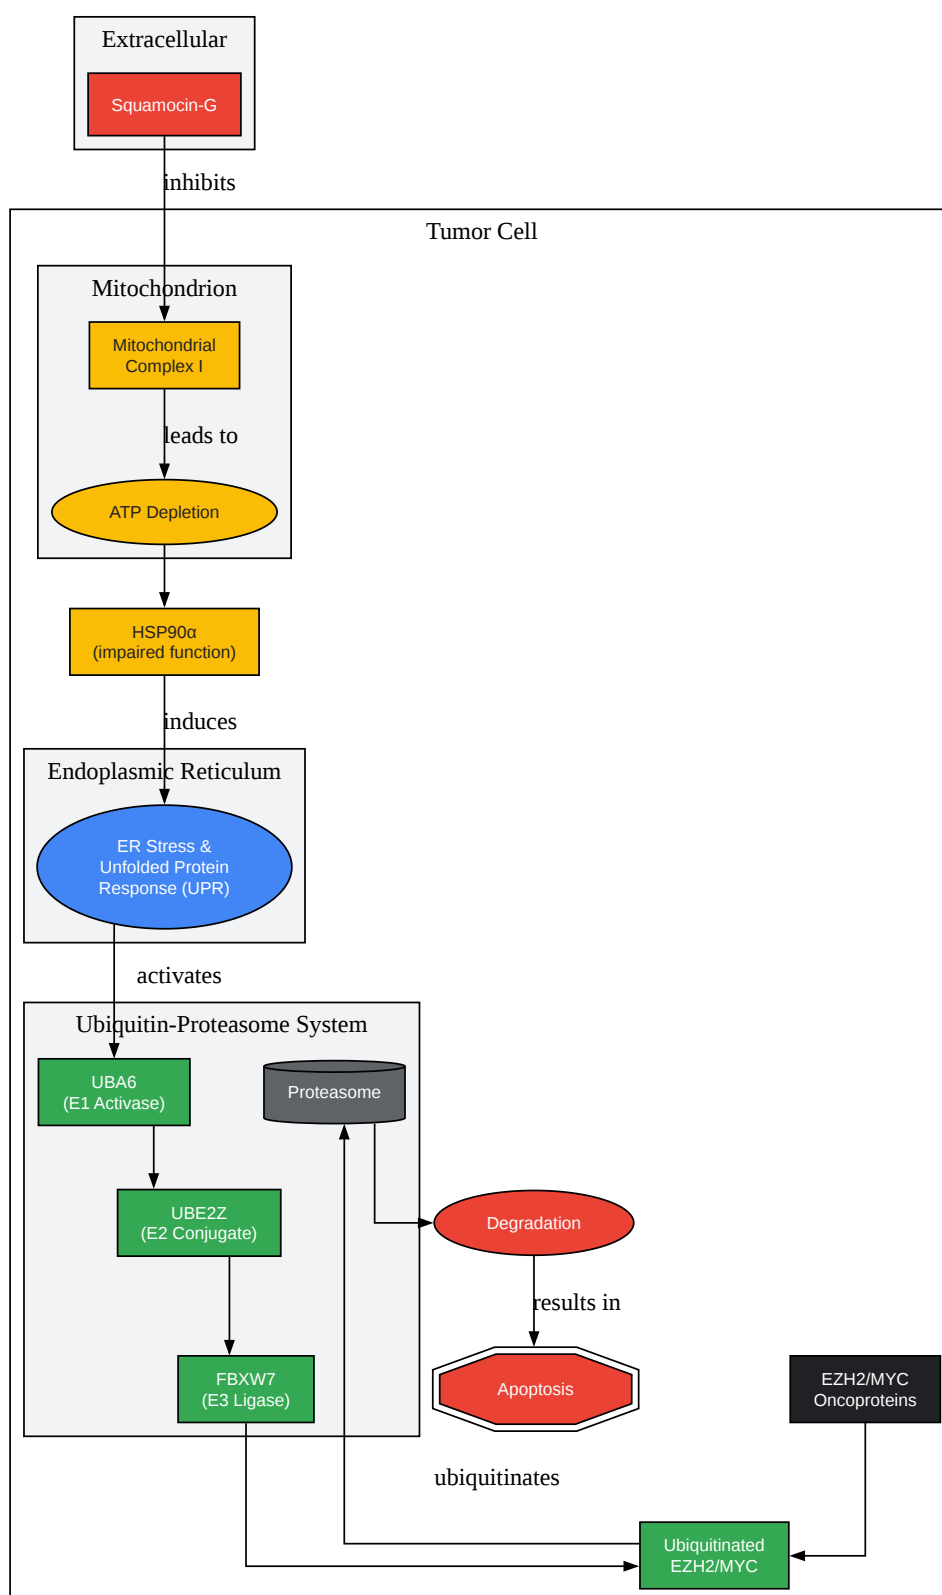 Extracellular
Squamocin-G
inhibits
Tumor Cell
Mitochondrion
Mitochondrial
Complex I
leads to
ATP Depletion
HSP90α
(impaired function)
induces
Endoplasmic Reticulum
ER Stress &
Unfolded Protein
Response (UPR)
activates
Ubiquitin-Proteasome System
UBA6
(E1 Activase)
Proteasome
UBE2Z
(E2 Conjugate)
Degradation
results in
FBXW7
(E3 Ligase)
Apoptosis
EZH2/MYC
Oncoproteins
ubiquitinates
Ubiquitinated
EZH2/MYC